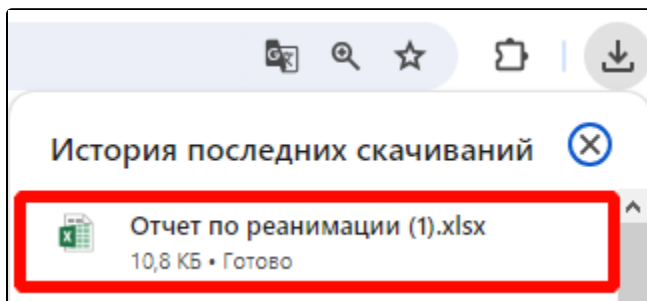 История последних скачиваний
Отчет по реанимации (1).xlsx
10,8 КБ • Готово